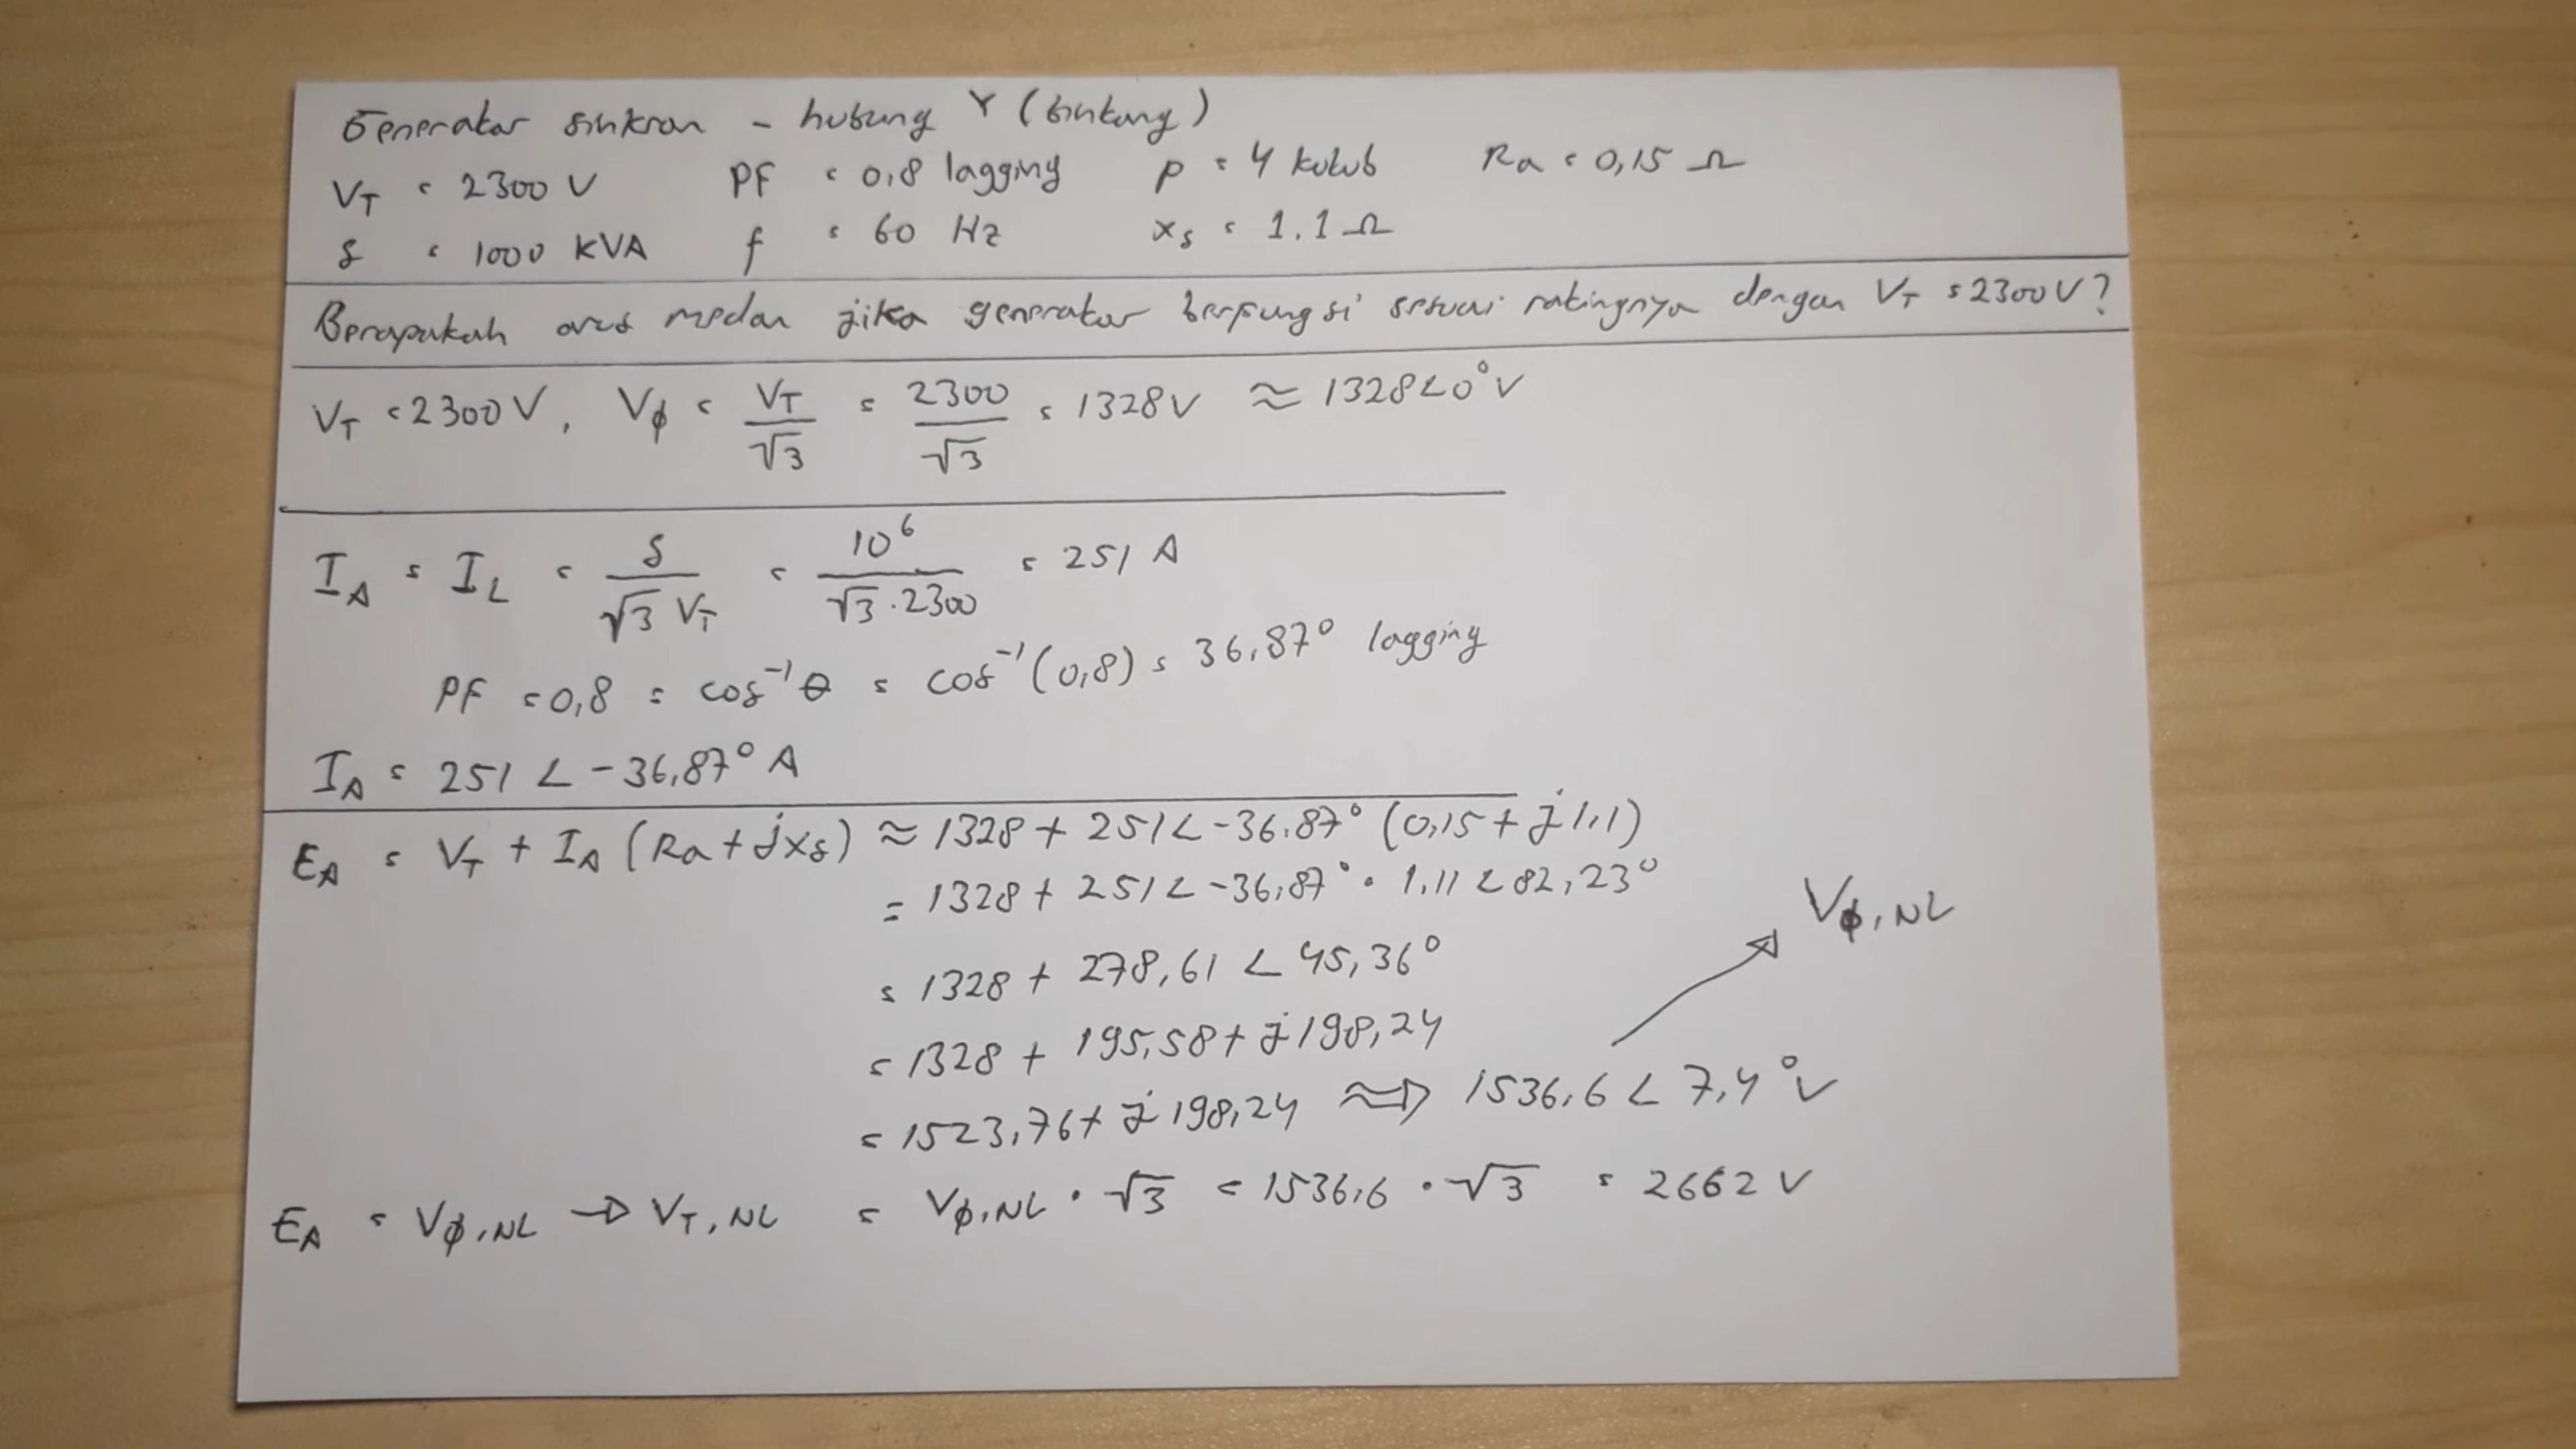 Generator sinkron - hubung Y (bintang)
VT = 2300 V PF = 0,8 lagging P = 4 kutub Ra = 0,15 Ω
S = 1000 KVA f = 60 Hz Xs = 1.1 Ω
Berapakah arus medan jika generator berfungsi sesuai ratingnya dengan VT = 2300 V?
VT = 2300 V, Vϕ = VT/√3 = 2300/√3 = 1328 V ≈ 1328∠0° V
IA = IL = S/(√3 VT) = 10⁶/(√3 . 2300) = 251 A
PF = 0,8 = cos⁻¹ θ = cos⁻¹ (0,8) = 36,87° lagging
IA = 251 ∠ -36,87° A
EA = VT + IA (Ra + jXs) ≈ 1328 + 251∠-36.87° (0,15 + j1,1)
= 1328 + 251∠-36,87° . 1,11∠82,23°
= 1328 + 278,61 ∠ 45,36°
Vϕ,NL
= 1328 + 195,58 + j198,24
= 1523,76 + j198,24 ≈> 1536,6 ∠ 7,4° V
EA = Vϕ,NL → VT,NL = Vϕ,NL . √3 = 1536,6 . √3 = 2662 V